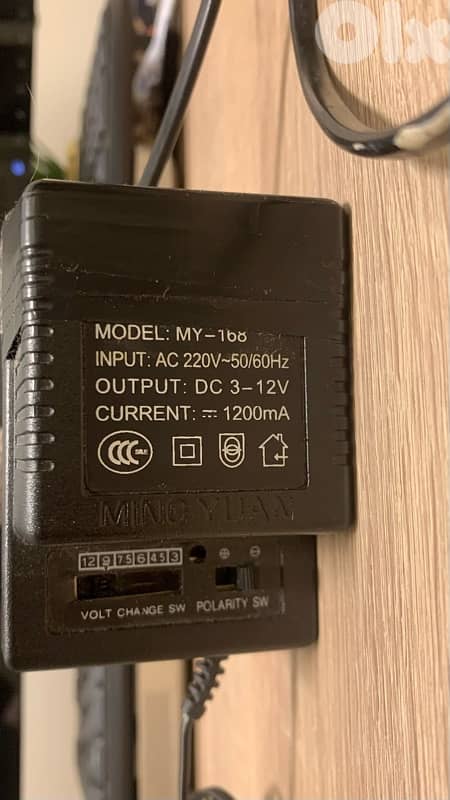 Olx
MODEL: MY-168
INPUT: AC 220V~50/60Hz
OUTPUT: DC 3-12V
CURRENT: ⎓ 1200mA
CCC
MING YUAN
12 9 7.5 6 4.5 3
⊕ ⊖
VOLT CHANGE SW POLARITY SW